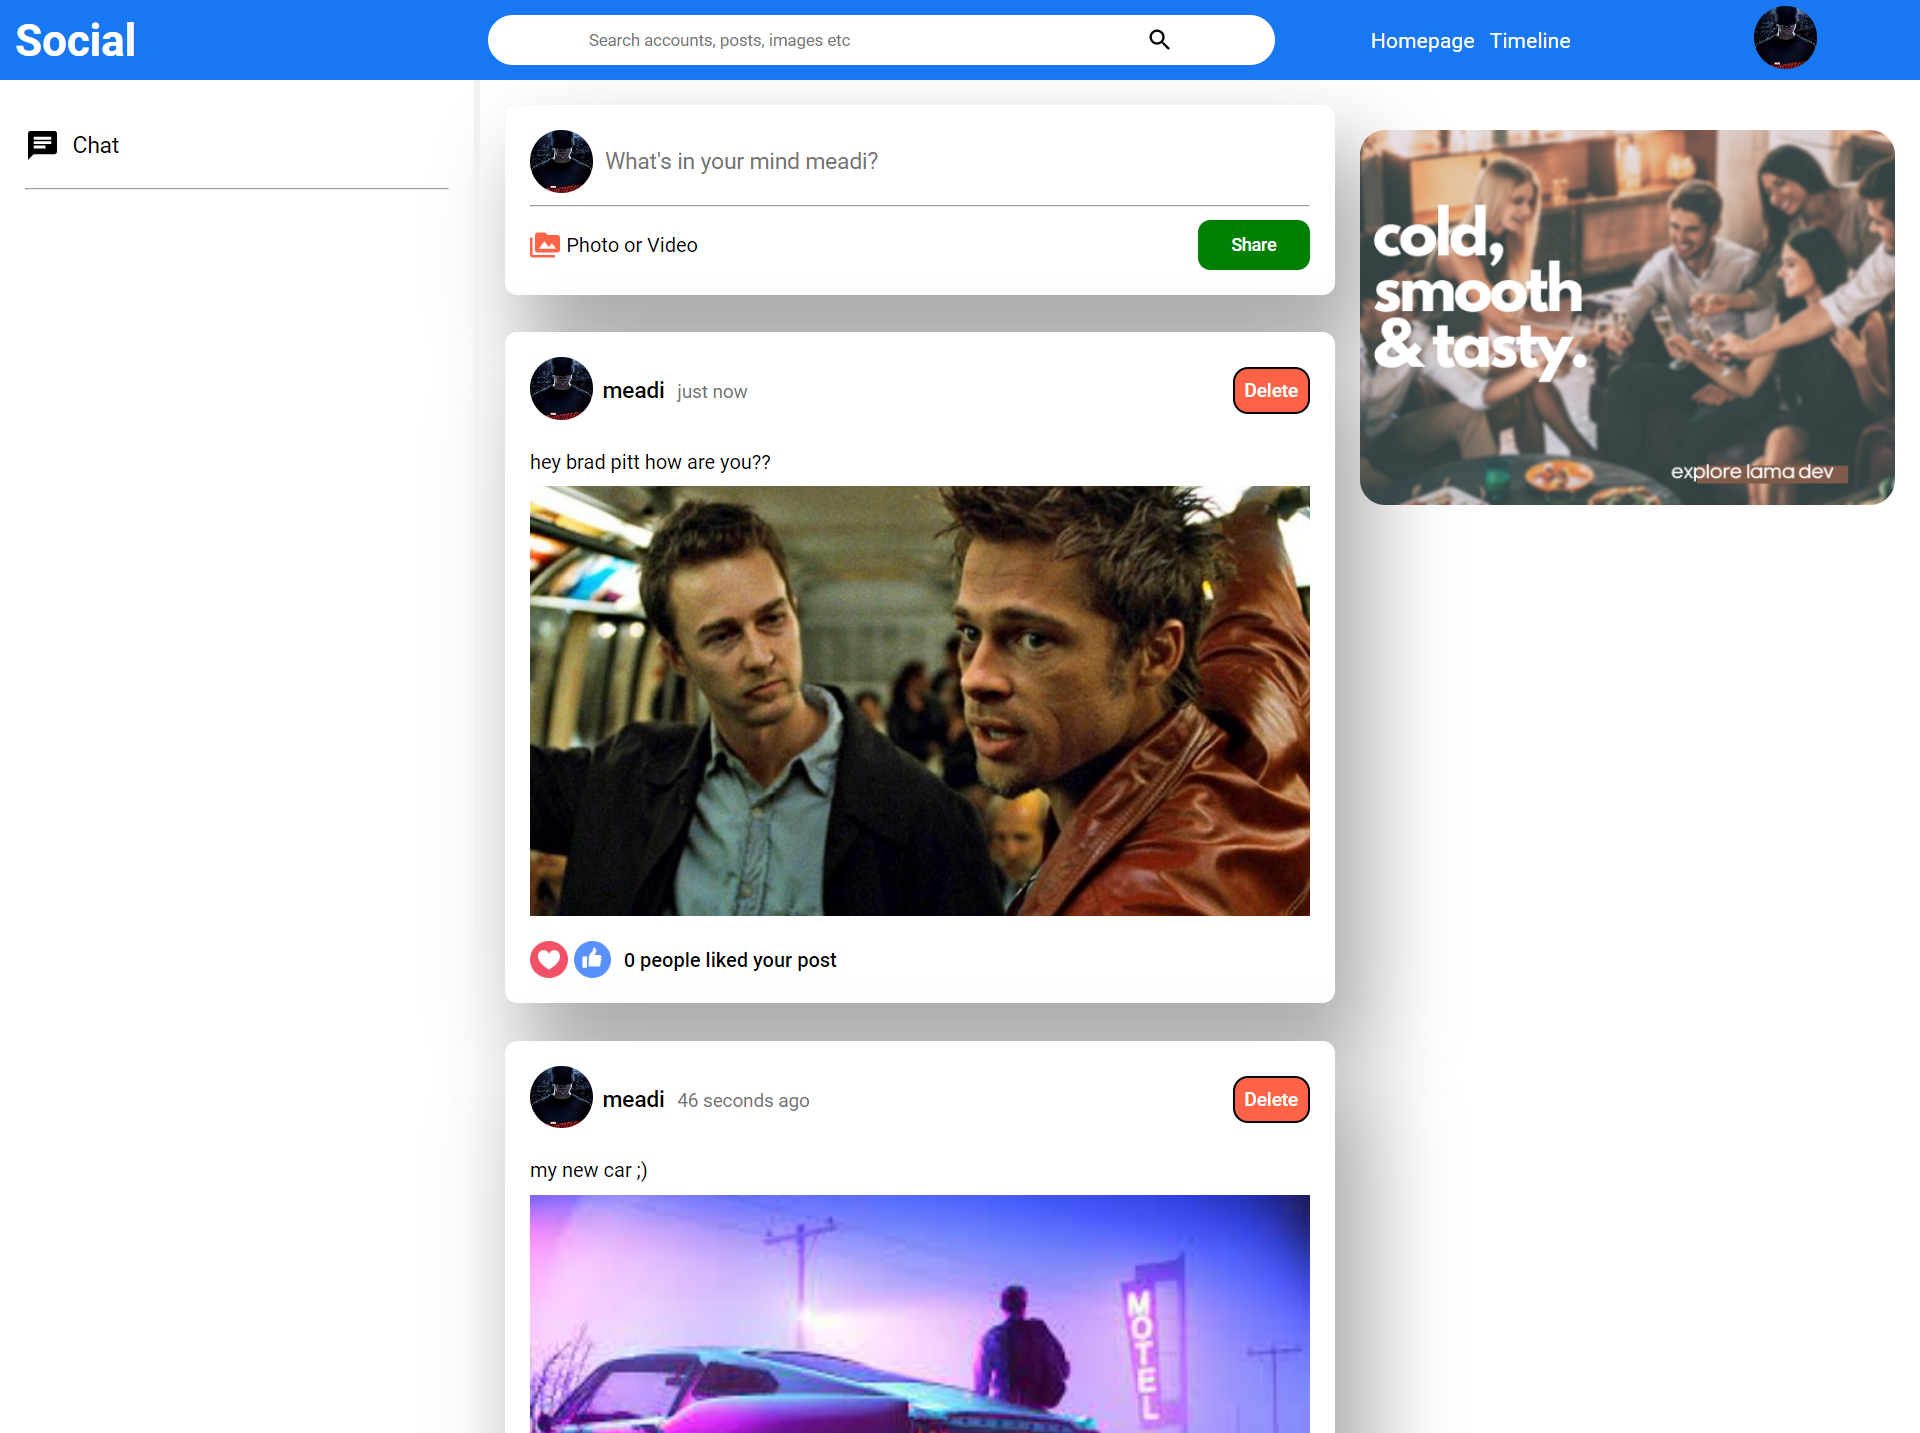 Social
Search accounts, posts, images etc
Homepage Timeline
Chat
What's in your mind meadi?
Photo or Video
Share
cold,
smooth
& tasty.
explore lama dev
meadi just now
Delete
hey brad pitt how are you??
0 people liked your post
meadi 46 seconds ago
Delete
my new car ;)
MOTEL